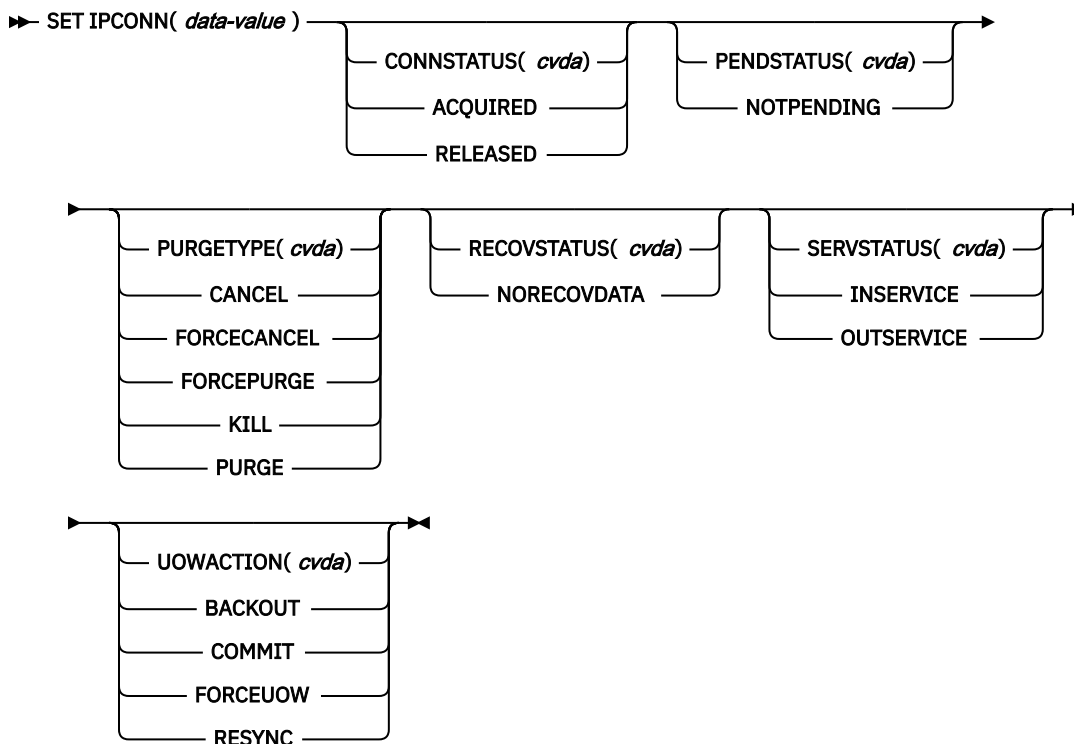 SET IPCONN( data-value )
CONNSTATUS( cvda)
ACQUIRED
RELEASED
PENDSTATUS( cvda)
NOTPENDING
PURGETYPE( cvda)
CANCEL
FORCECANCEL
FORCEPURGE
KILL
PURGE
RECOVSTATUS( cvda)
NORECOVDATA
SERVSTATUS( cvda)
INSERVICE
OUTSERVICE
UOWACTION( cvda)
BACKOUT
COMMIT
FORCEUOW
RESYNC